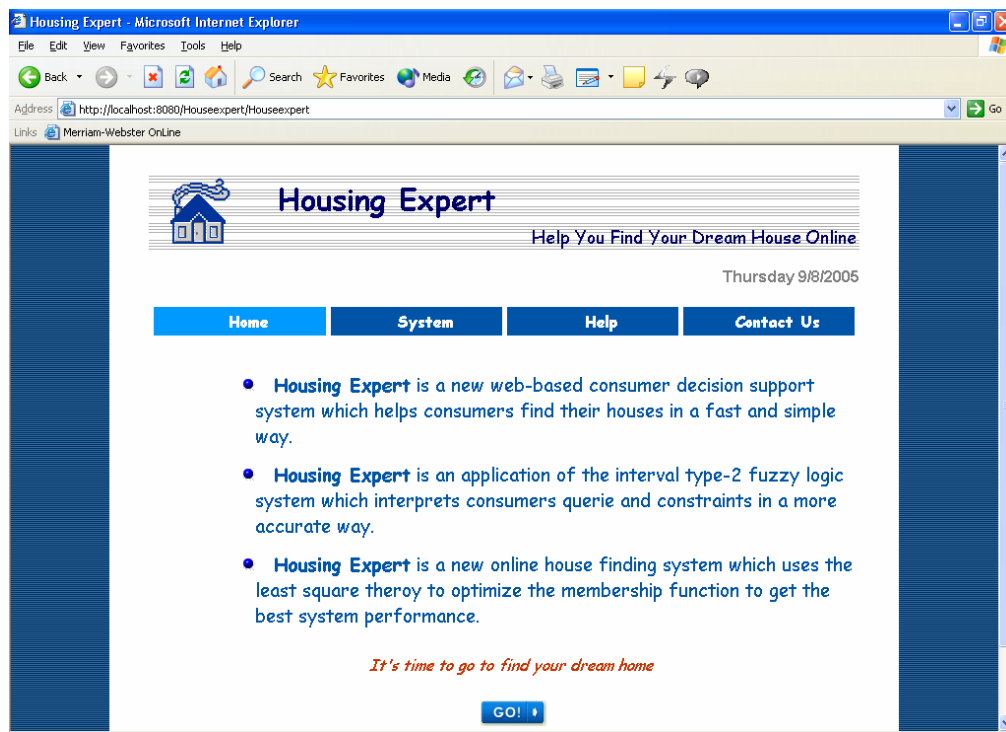 Housing Expert - Microsoft Internet Explorer
File Edit View Favorites Tools Help
Back Search Favorites Media
Address http://localhost:8080/Houseexpert/Houseexpert Go
Links Merriam-Webster OnLine
Housing Expert
Help You Find Your Dream House Online
Thursday 9/8/2005
Home System Help Contact Us
Housing Expert is a new web-based consumer decision support
system which helps consumers find their houses in a fast and simple
way.
Housing Expert is an application of the interval type-2 fuzzy logic
system which interprets consumers querie and constraints in a more
accurate way.
Housing Expert is a new online house finding system which uses the
least square theroy to optimize the membership function to get the
best system performance.
It's time to go to find your dream home
GO!